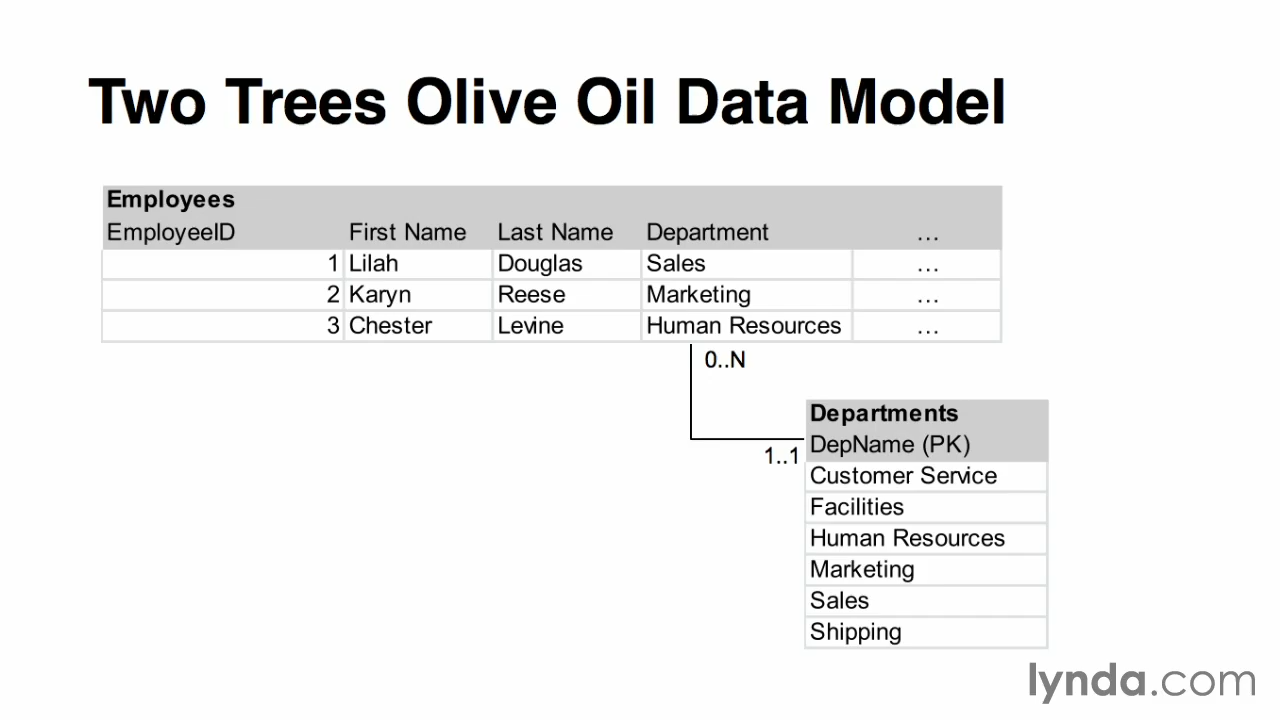 Two Trees Olive Oil Data Model
Employees
EmployeeID First Name Last Name Department ...
1 Lilah Douglas Sales ...
2 Karyn Reese Marketing ...
3 Chester Levine Human Resources ...
0..N
1..1
Departments
DepName (PK)
Customer Service
Facilities
Human Resources
Marketing
Sales
Shipping
lynda.com